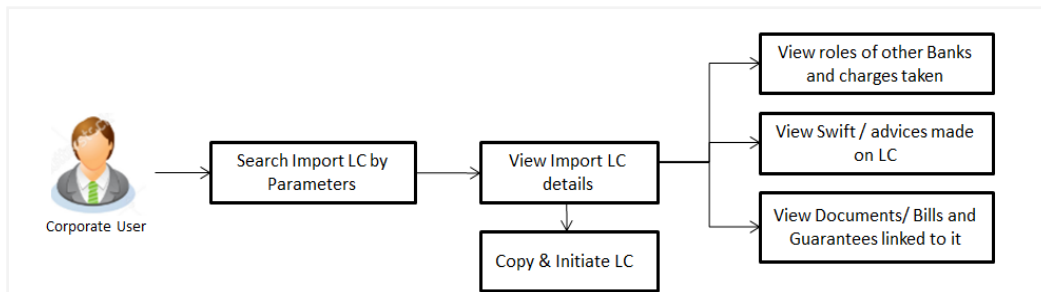 View roles of other Banks
and charges taken
Search Import LC by
Parameters
View Import LC
details
View Swift / advices made
on LC
Corporate User
View Documents/ Bills and
Guarantees linked to it
Copy & Initiate LC